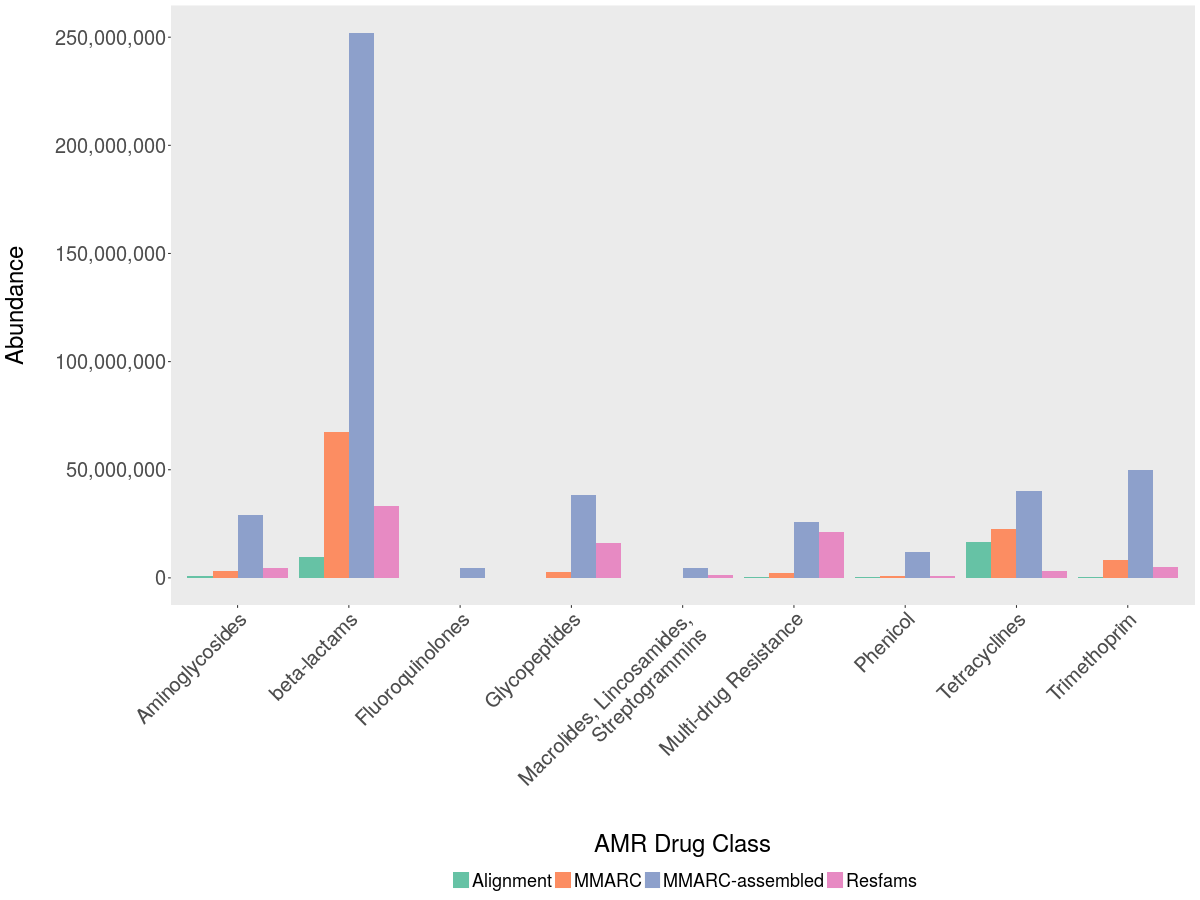 250,000,000
200,000,000
150,000,000
100,000,000
50,000,000
0
Abundance
Aminoglycosides
beta-lactams
Fluoroquinolones
Glycopeptides
Macrolides, Lincosamides,
Streptogrammins
Multi-drug Resistance
Phenicol
Tetracyclines
Trimethoprim
AMR Drug Class
Alignment MMARC MMARC-assembled Resfams